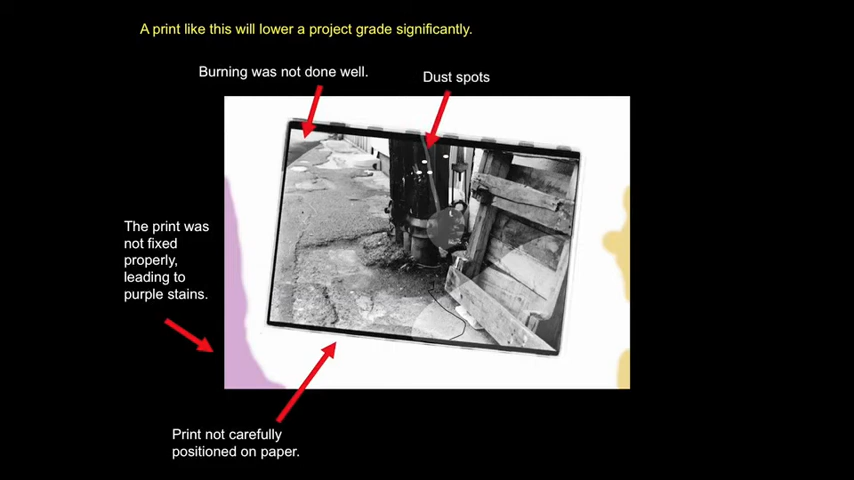 A print like this will lower a project grade significantly.
Burning was not done well.
Dust spots
The print was
not fixed
properly,
leading to
purple stains.
Print not carefully
positioned on paper.